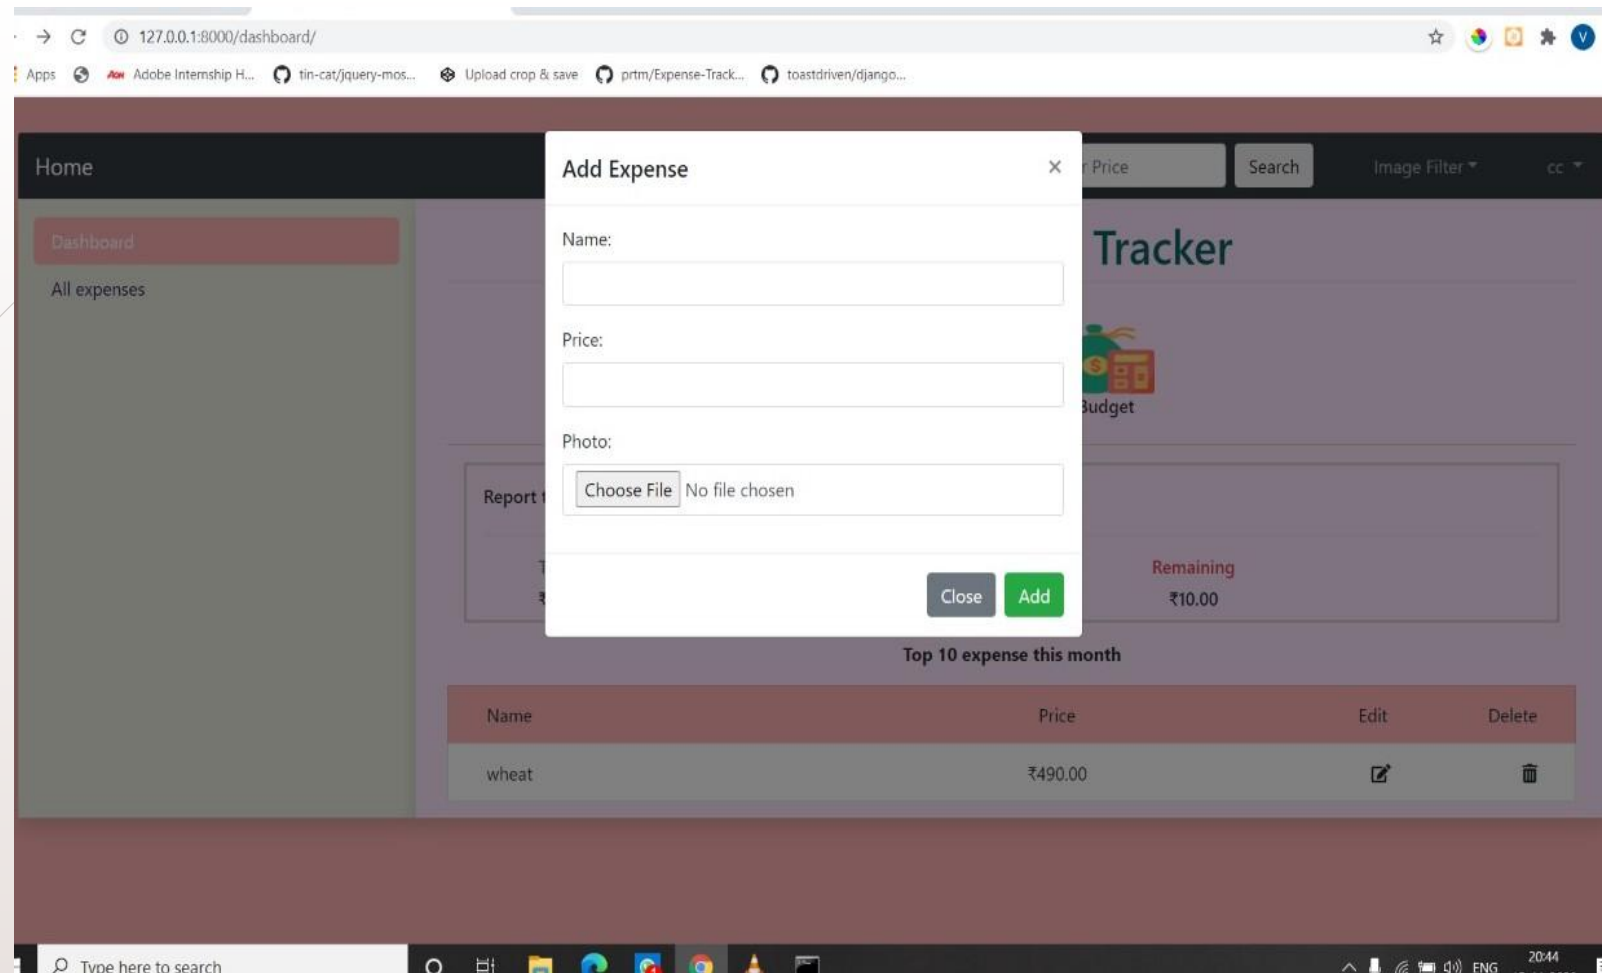 127.0.0.1:8000/dashboard/
V
Apps Adobe Internship H... tin-cat/jquery-mos... Upload crop & save prtm/Expense-Track... toastdriven/django...
Home
Price
Search
Image Filter
cc
Add Expense
×
Name:
Price:
Photo:
Choose File No file chosen
Close Add
Dashboard
All expenses
Tracker
Report
Remaining
₹10.00
Top 10 expense this month
Name Price Edit Delete
wheat ₹490.00
Type here to search
ENG
20:44